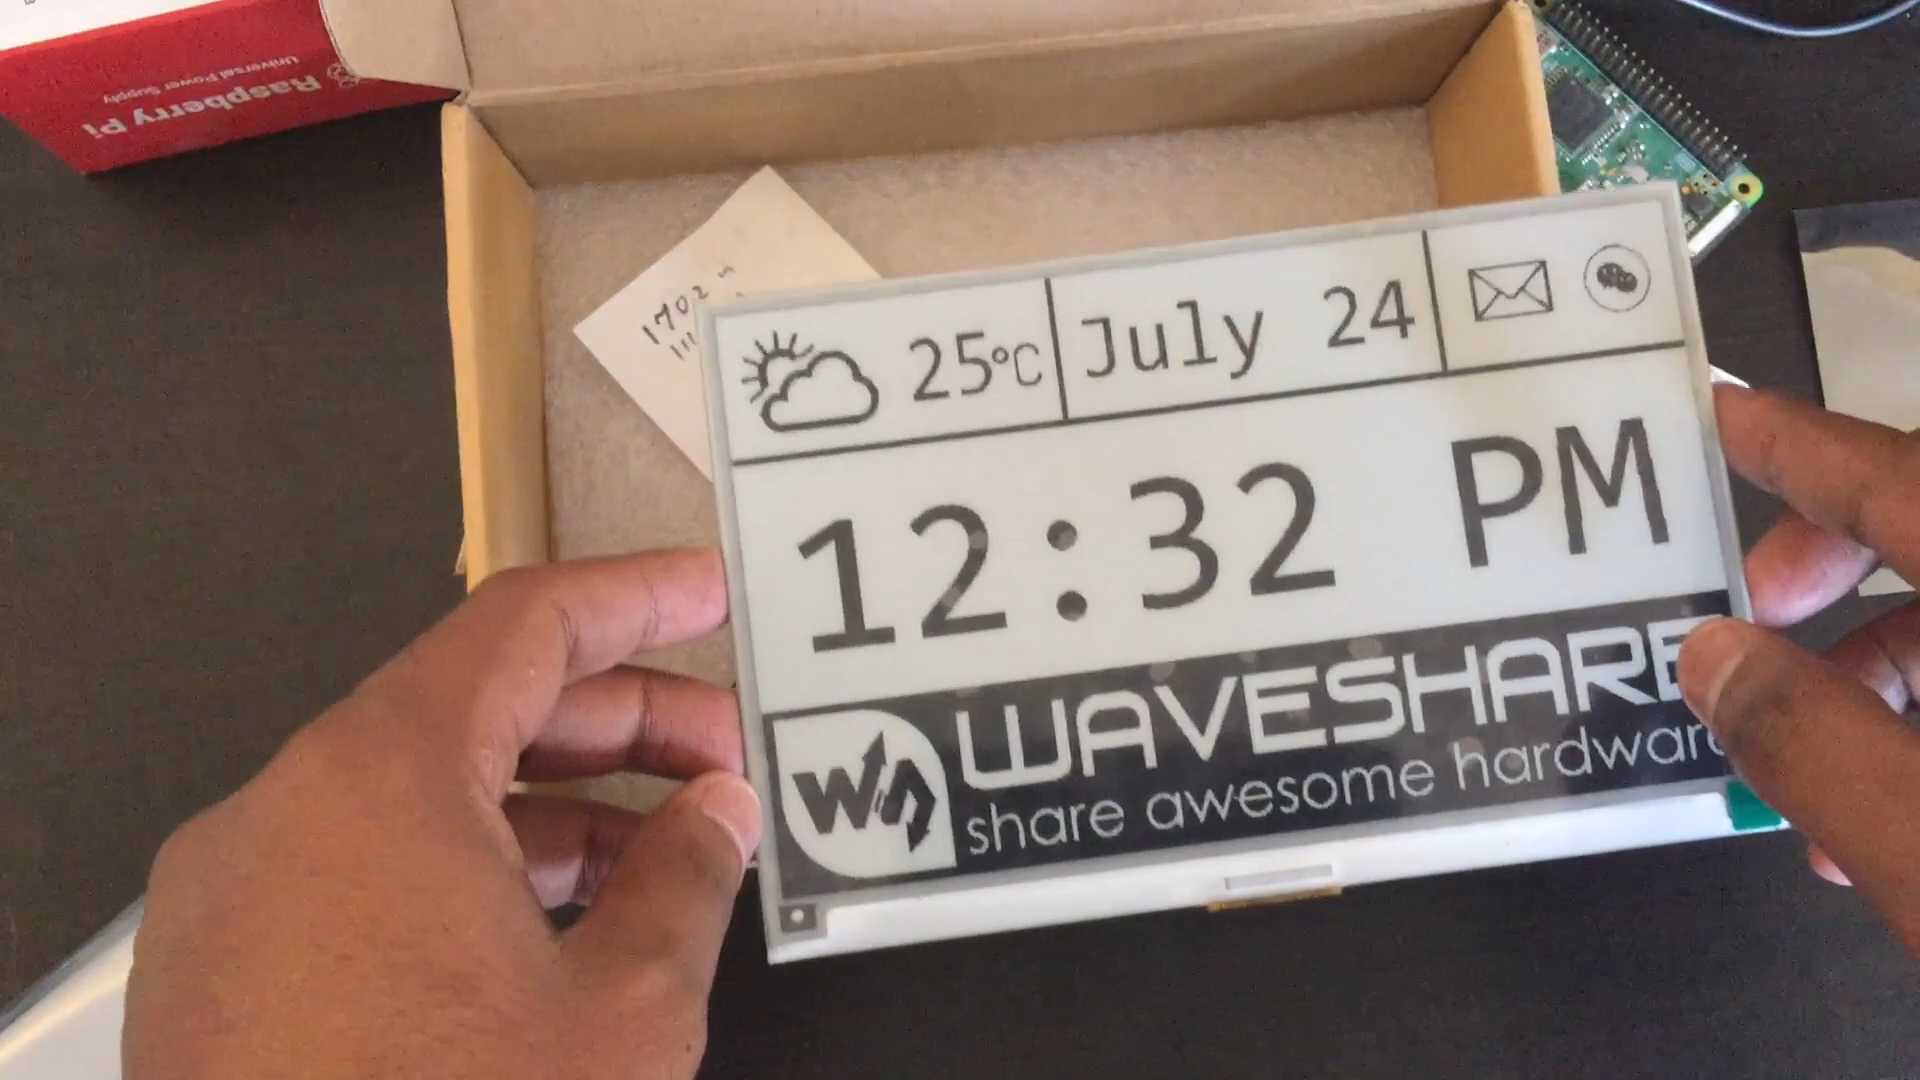 Raspberry Pi
Universal Power Supply
1702
25°C
July 24
12:32 PM
WAVESHARE
share awesome hardware